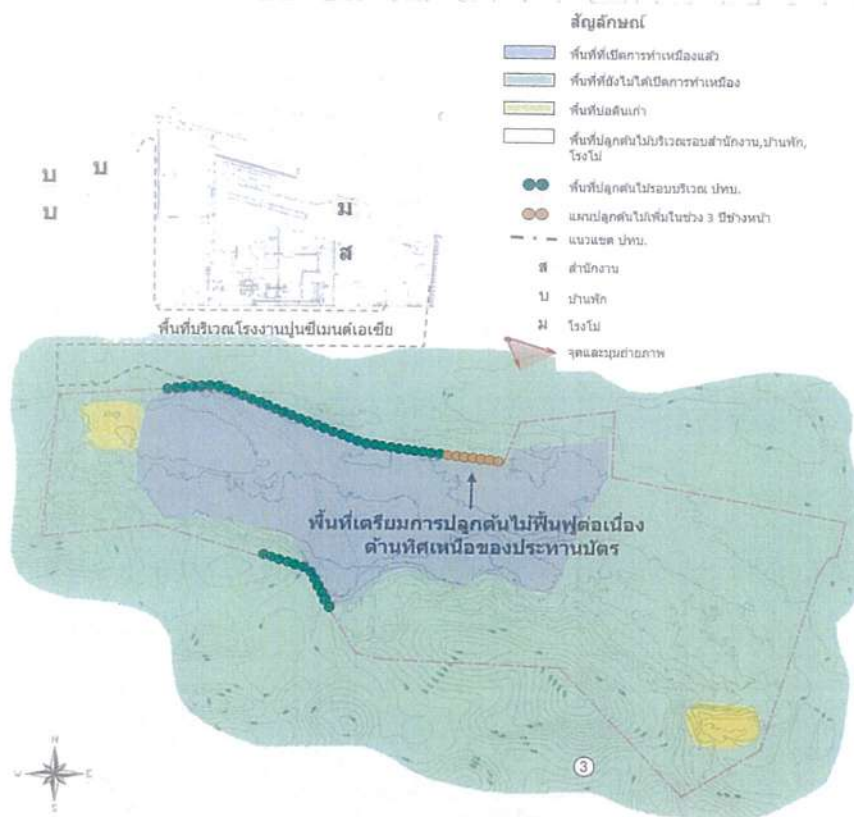 สัญลักษณ์
พื้นที่ที่เปิดการทำเหมืองแล้ว
พื้นที่ยังไม่ได้เปิดการทำเหมือง
พื้นที่บ่อดินเก่า
พื้นที่ปลูกต้นไม้บริเวณรอบสำนักงาน,บ้านพัก,
โรงโม่
พื้นที่ปลูกต้นไม้รอบบริเวณ ปทบ.
แผนปลูกต้นไม้เพิ่มในช่วง 3 ปีข้างหน้า
แนวเขต ปทบ.
ส สำนักงาน
บ บ้านพัก
ม โรงโม่
จุดและมุมถ่ายภาพ
บ บ
บ
ม
ส
พื้นที่บริเวณโรงงานปูนซีเมนต์เอเซีย
พื้นที่เตรียมการปลูกต้นไม้ฟื้นฟูต่อเนื่อง
ด้านทิศเหนือของประทานบัตร
3
N
W E
S